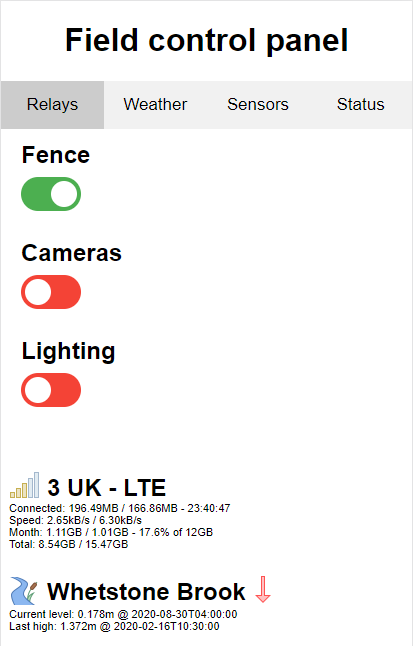 Field control panel
Relays Weather Sensors Status
Fence
Cameras
Lighting
3 UK - LTE
Connected: 196.49MB / 166.86MB - 23:40:47
Speed: 2.65kB/s / 6.30kB/s
Month: 1.11GB / 1.01GB - 17.6% of 12GB
Total: 8.54GB / 15.47GB
Whetstone Brook
Current level: 0.178m @ 2020-08-30T04:00:00
Last high: 1.372m @ 2020-02-16T10:30:00